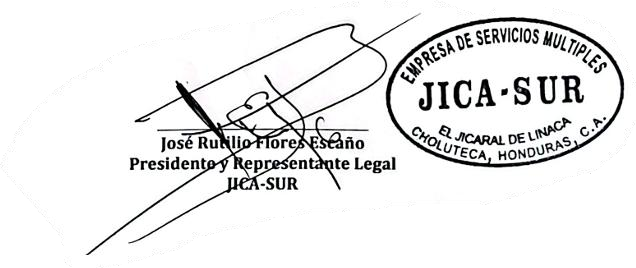 EMPRESA DE SERVICIOS MULTIPLES
JICA-SUR
EL JICARAL DE LINACA
CHOLUTECA, HONDURAS, C.A.
José Rutilio Flores Escaño
Presidente y Representante Legal
JICA-SUR